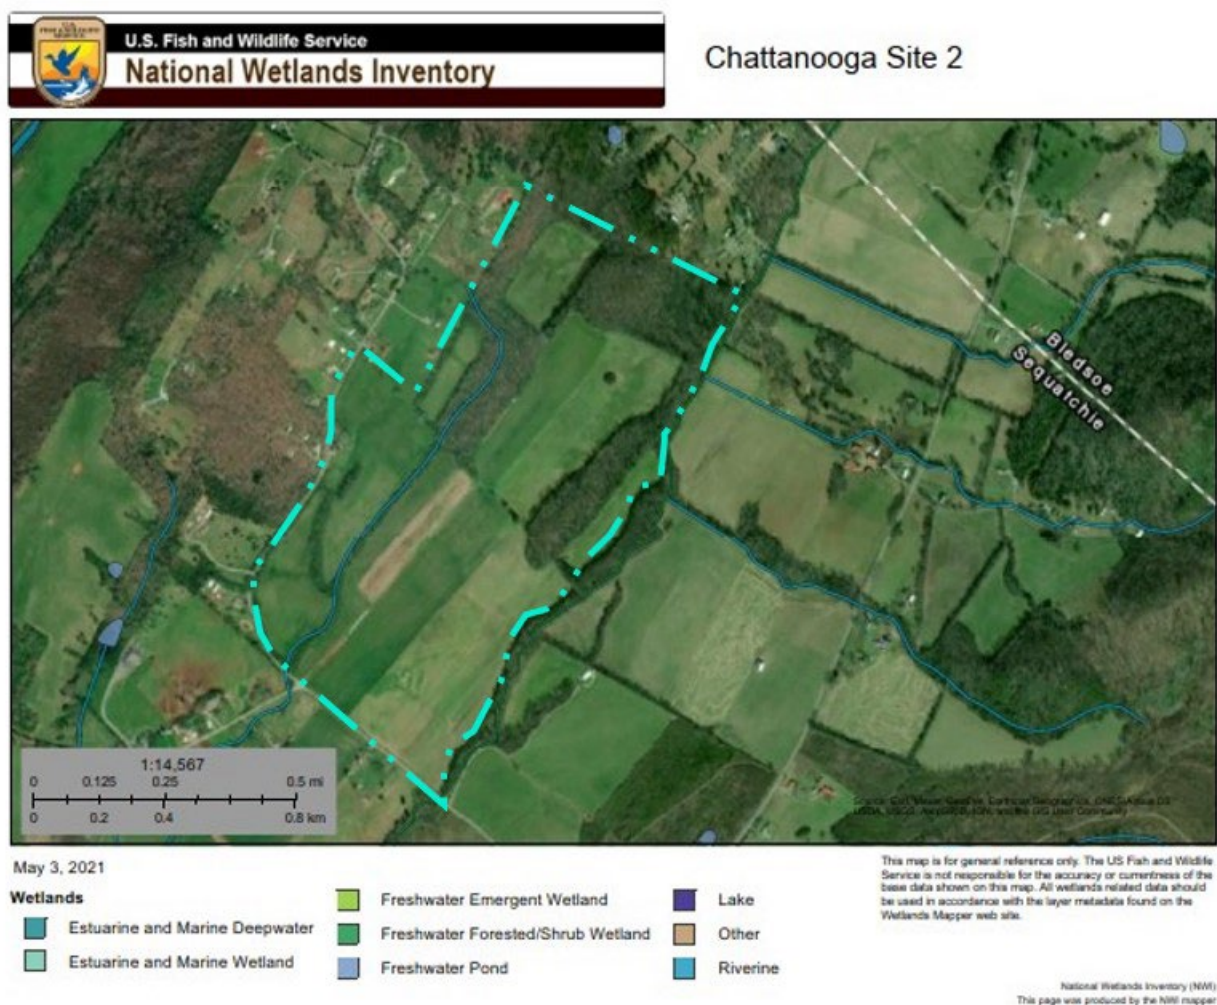 U.S.
FISH AND WILDLIFE
SERVICE
U.S. Fish and Wildlife Service
National Wetlands Inventory
Chattanooga Site 2
Bledsoe
Sequatchie
1:14,567
0 0.125 0.25 0.5 mi
0 0.2 0.4 0.8 km
May 3, 2021
Wetlands
Estuarine and Marine Deepwater
Estuarine and Marine Wetland
Freshwater Emergent Wetland
Freshwater Forested/Shrub Wetland
Freshwater Pond
Lake
Other
Riverine
This map is for general reference only. The US Fish and Wildlife
Service is not responsible for the accuracy or currentness of the
base data shown on this map. All wetlands related data should
be used in accordance with the layer metadata found on the
Wetlands Mapper web site.
National Wetlands Inventory (NWI)
This page was produced by the NWI mapper